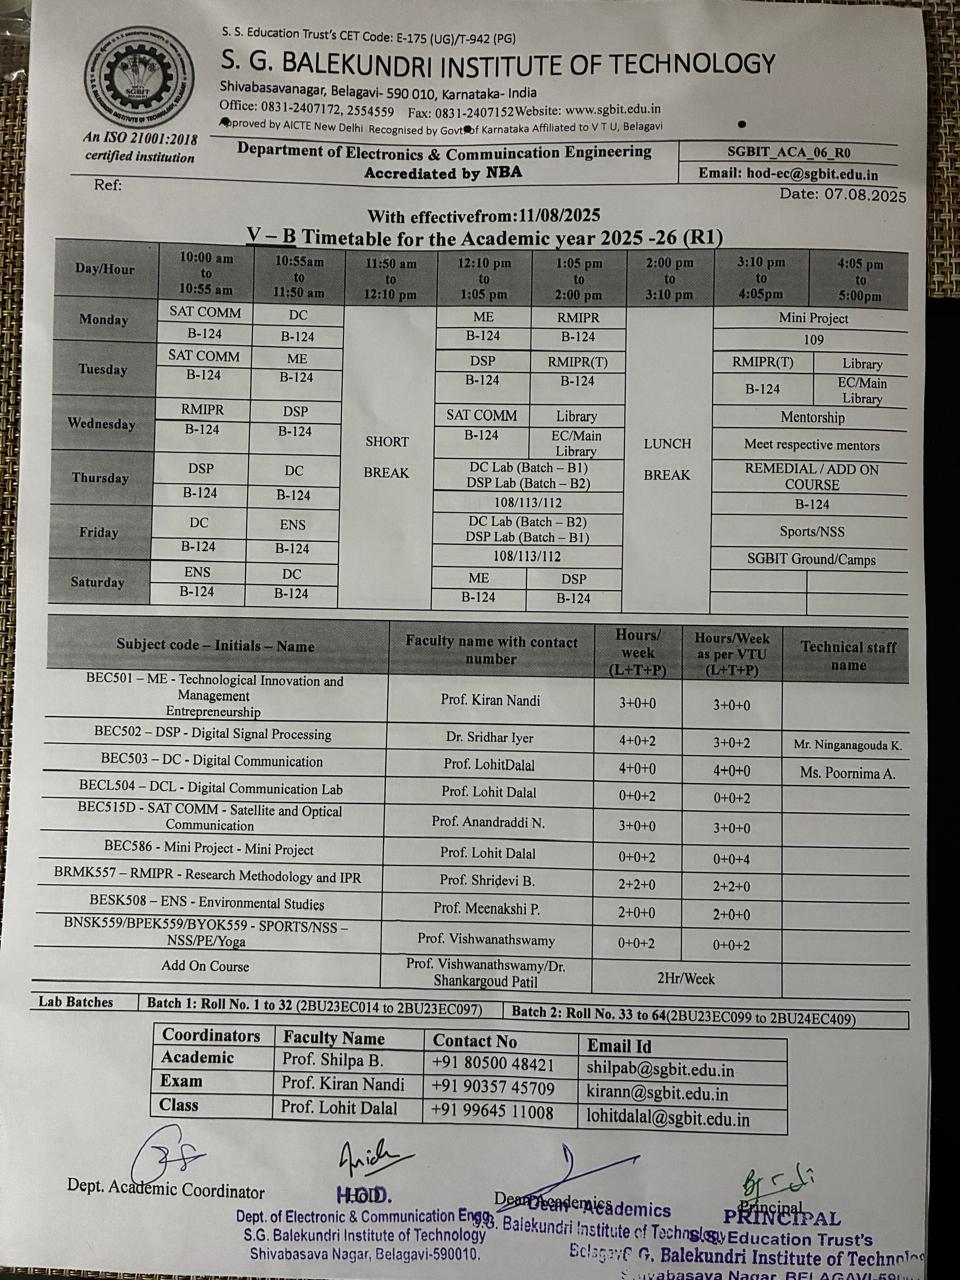 S. S. Education Trust's CET Code: E-175 (UG)/T-942 (PG)
S. G. BALEKUNDRI INSTITUTE OF TECHNOLOGY
Shivabasavanagar, Belagavi- 590 010, Karnataka- India
Office: 0831-2407172, 2554559 Fax: 0831-2407152Website: www.sgbit.edu.in
Approved by AICTE New Delhi Recognised by Govt of Karnataka Affiliated to V T U, Belagavi
SGBIT
An ISO 21001:2018
certified institution
Department of Electronics & Commuincation Engineering
Accredited by NBA
SGBIT_ACA_06_R0
Email: hod-ec@sgbit.edu.in
Ref:
Date: 07.08.2025
With effectivefrom:11/08/2025
V – B Timetable for the Academic year 2025 -26 (R1)
Day/Hour 10:00 am to 10:55 am 10:55am to 11:50 am 11:50 am to 12:10 pm 12:10 pm to 1:05 pm 1:05 pm to 2:00 pm 2:00 pm to 3:10 pm 3:10 pm to 4:05pm 4:05 pm to 5:00pm
Monday SAT COMM DC ME RMIPR Mini Project
B-124 B-124 B-124 B-124 109
Tuesday SAT COMM ME DSP RMIPR(T) RMIPR(T) Library
B-124 B-124 B-124 B-124 B-124 EC/Main Library
Wednesday RMIPR DSP SAT COMM Library Mentorship
B-124 B-124 B-124 EC/Main Library Meet respective mentors
SHORT BREAK
LUNCH BREAK
Thursday DSP DC DC Lab (Batch – B1) DSP Lab (Batch – B2) REMEDIAL / ADD ON COURSE
B-124 B-124 108/113/112 B-124
Friday DC ENS DC Lab (Batch – B2) DSP Lab (Batch – B1) Sports/NSS
B-124 B-124 108/113/112 SGBIT Ground/Camps
Saturday ENS DC ME DSP
B-124 B-124 B-124 B-124
Subject code – Initials – Name Faculty name with contact number Hours/ week (L+T+P) Hours/Week as per VTU (L+T+P) Technical staff name
BEC501 – ME - Technological Innovation and Management Entrepreneurship Prof. Kiran Nandi 3+0+0 3+0+0
BEC502 – DSP - Digital Signal Processing Dr. Sridhar Iyer 4+0+2 3+0+2 Mr. Ninganagouda K.
BEC503 – DC - Digital Communication Prof. LohitDalal 4+0+0 4+0+0 Ms. Poornima A.
BECL504 – DCL - Digital Communication Lab Prof. Lohit Dalal 0+0+2 0+0+2
BEC515D - SAT COMM - Satellite and Optical Communication Prof. Anandraddi N. 3+0+0 3+0+0
BEC586 - Mini Project - Mini Project Prof. Lohit Dalal 0+0+2 0+0+4
BRMK557 – RMIPR - Research Methodology and IPR Prof. Shridevi B. 2+2+0 2+2+0
BESK508 – ENS - Environmental Studies Prof. Meenakshi P. 2+0+0 2+0+0
BNSK559/BPEK559/BYOK559 - SPORTS/NSS – NSS/PE/Yoga Prof. Vishwanathswamy 0+0+2 0+0+2
Add On Course Prof. Vishwanathswamy/Dr. Shankargoud Patil 2Hr/Week
Lab Batches Batch 1: Roll No. 1 to 32 (2BU23EC014 to 2BU23EC097) Batch 2: Roll No. 33 to 64(2BU23EC099 to 2BU24EC409)
Coordinators Faculty Name Contact No Email Id
Academic Prof. Shilpa B. +91 80500 48421 shilpab@sgbit.edu.in
Exam Prof. Kiran Nandi +91 90357 45709 kirann@sgbit.edu.in
Class Prof. Lohit Dalal +91 99645 11008 lohitdalal@sgbit.edu.in
Dept. Academic Coordinator
HOD
H.O.D.
Dept. of Electronic & Communication Engg.
S.G. Balekundri Institute of Technology
Shivabasava Nagar, Belagavi-590010.
Dean Academics
Dean - Academics
S.G. Balekundri Institute of Technology
Belagavi
Principal
PRINCIPAL
S.S. Education Trust's
S. G. Balekundri Institute of Technolog
Shivabasava Nagar, BELAGAVI-590